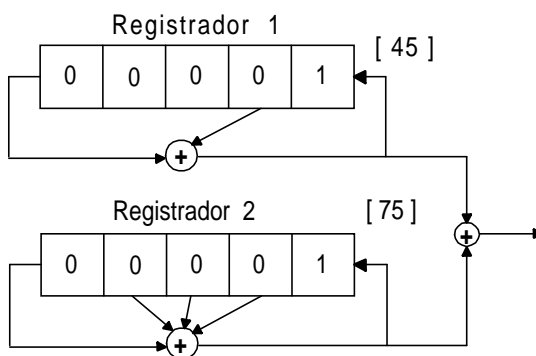 Registrador 1
[ 45 ]
0 0 0 0 1
+
Registrador 2
[ 75 ]
+
0 0 0 0 1
+